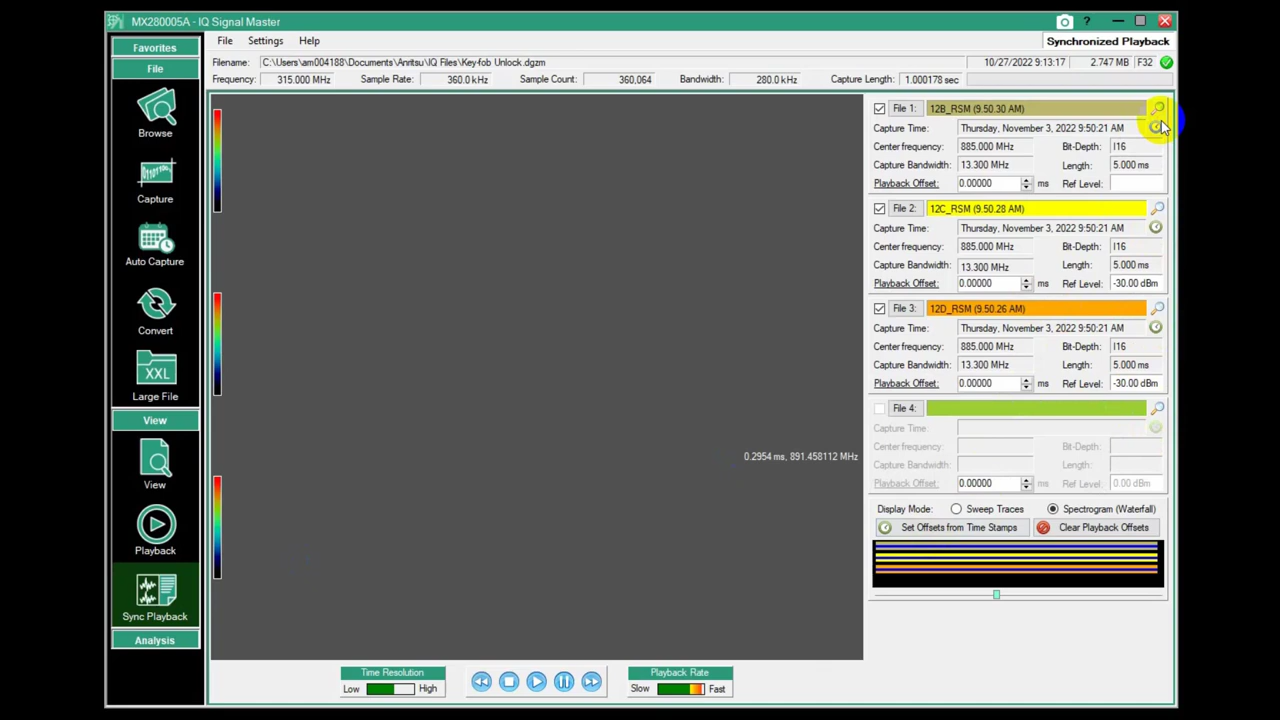 MX280005A - IQ Signal Master
?
Favorites
File Settings Help
Synchronized Playback
File
Filename: C:\Users\am004188\Documents\Anritsu\IQ Files\Key-fob Unlock.dgzm 10/27/2022 9:13:17 2.747 MB F32
Frequency: 315.000 MHz Sample Rate: 360.0 kHz Sample Count: 360,064 Bandwidth: 280.0 kHz Capture Length: 1.000178 sec
Browse
Capture
Auto Capture
Convert
XXL
Large File
View
View
Playback
Sync Playback
Analysis
File 1: 12B_RSM (9.50.30 AM)
Capture Time: Thursday, November 3, 2022 9:50:21 AM
Center frequency: 885.000 MHz Bit-Depth: I16
Capture Bandwidth: 13.300 MHz Length: 5.000 ms
Playback Offset: 0.00000 ms Ref Level:
File 2: 12C_RSM (9.50.28 AM)
Capture Time: Thursday, November 3, 2022 9:50:21 AM
Center frequency: 885.000 MHz Bit-Depth: I16
Capture Bandwidth: 13.300 MHz Length: 5.000 ms
Playback Offset: 0.00000 ms Ref Level: -30.00 dBm
File 3: 12D_RSM (9.50.26 AM)
Capture Time: Thursday, November 3, 2022 9:50:21 AM
Center frequency: 885.000 MHz Bit-Depth: I16
Capture Bandwidth: 13.300 MHz Length: 5.000 ms
Playback Offset: 0.00000 ms Ref Level: -30.00 dBm
File 4:
Capture Time:
Center frequency: Bit-Depth:
Capture Bandwidth: Length:
Playback Offset: 0.00000 ms Ref Level: 0.00 dBm
0.2954 ms, 891.458112 MHz
Display Mode: Sweep Traces Spectrogram (Waterfall)
Set Offsets from Time Stamps Clear Playback Offsets
Time Resolution
Low High
Playback Rate
Slow Fast